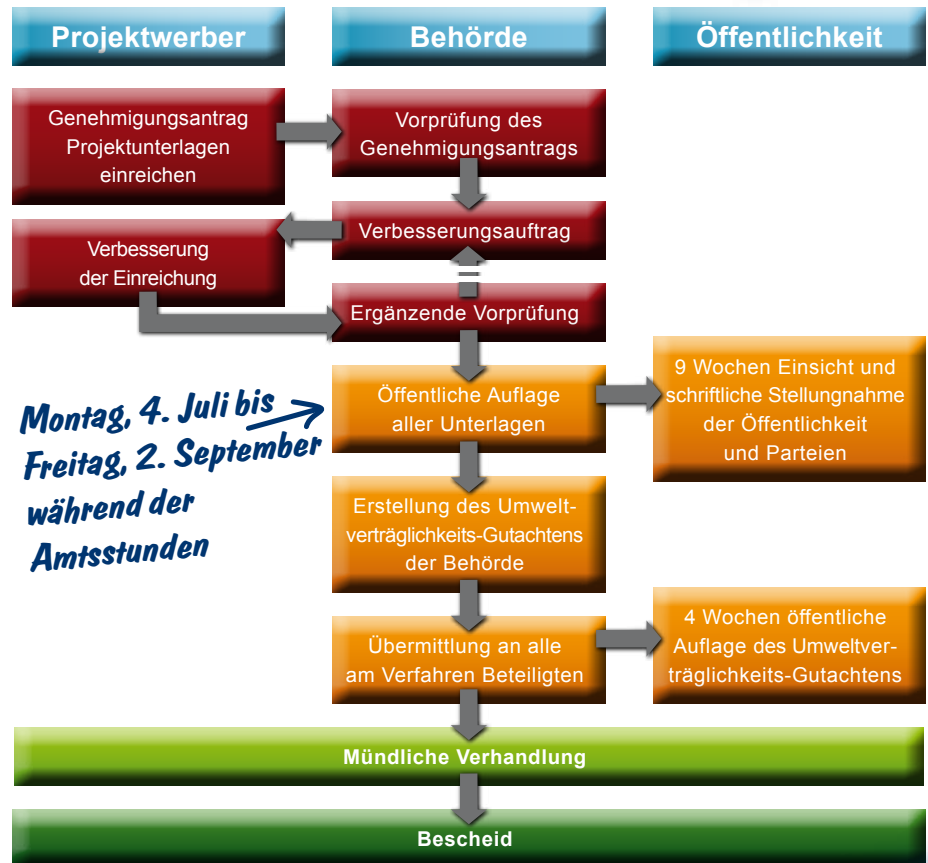 Projektwerber
Behörde
Öffentlichkeit
Genehmigungsantrag
Projektunterlagen
einreichen
Vorprüfung des
Genehmigungsantrags
Verbesserungsauftrag
Verbesserung
der Einreichung
Ergänzende Vorprüfung
Montag, 4. Juli bis
Freitag, 2. September
während der
Amtsstunden
Öffentliche Auflage
aller Unterlagen
9 Wochen Einsicht und
schriftliche Stellungnahme
der Öffentlichkeit
und Parteien
Erstellung des Umwelt-
verträglichkeits-Gutachtens
der Behörde
Übermittlung an alle
am Verfahren Beteiligten
4 Wochen öffentliche
Auflage des Umweltver-
träglichkeits-Gutachtens
Mündliche Verhandlung
Bescheid